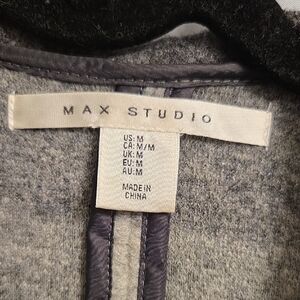 MAX STUDIO
US: M
CA: M/M
UK: M
EU: M
AU: M
MADE IN
CHINA